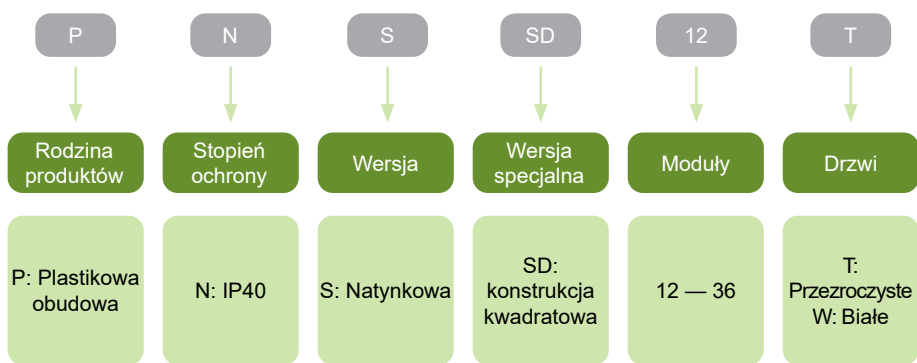 P
N
S
SD
12
T
Rodzina
produktów
Stopień
ochrony
Wersja
Wersja
specjalna
Moduły
Drzwi
P: Plastikowa
obudowa
N: IP40
S: Natynkowa
SD:
konstrukcja
kwadratowa
12 — 36
T:
Przezroczyste
W: Białe